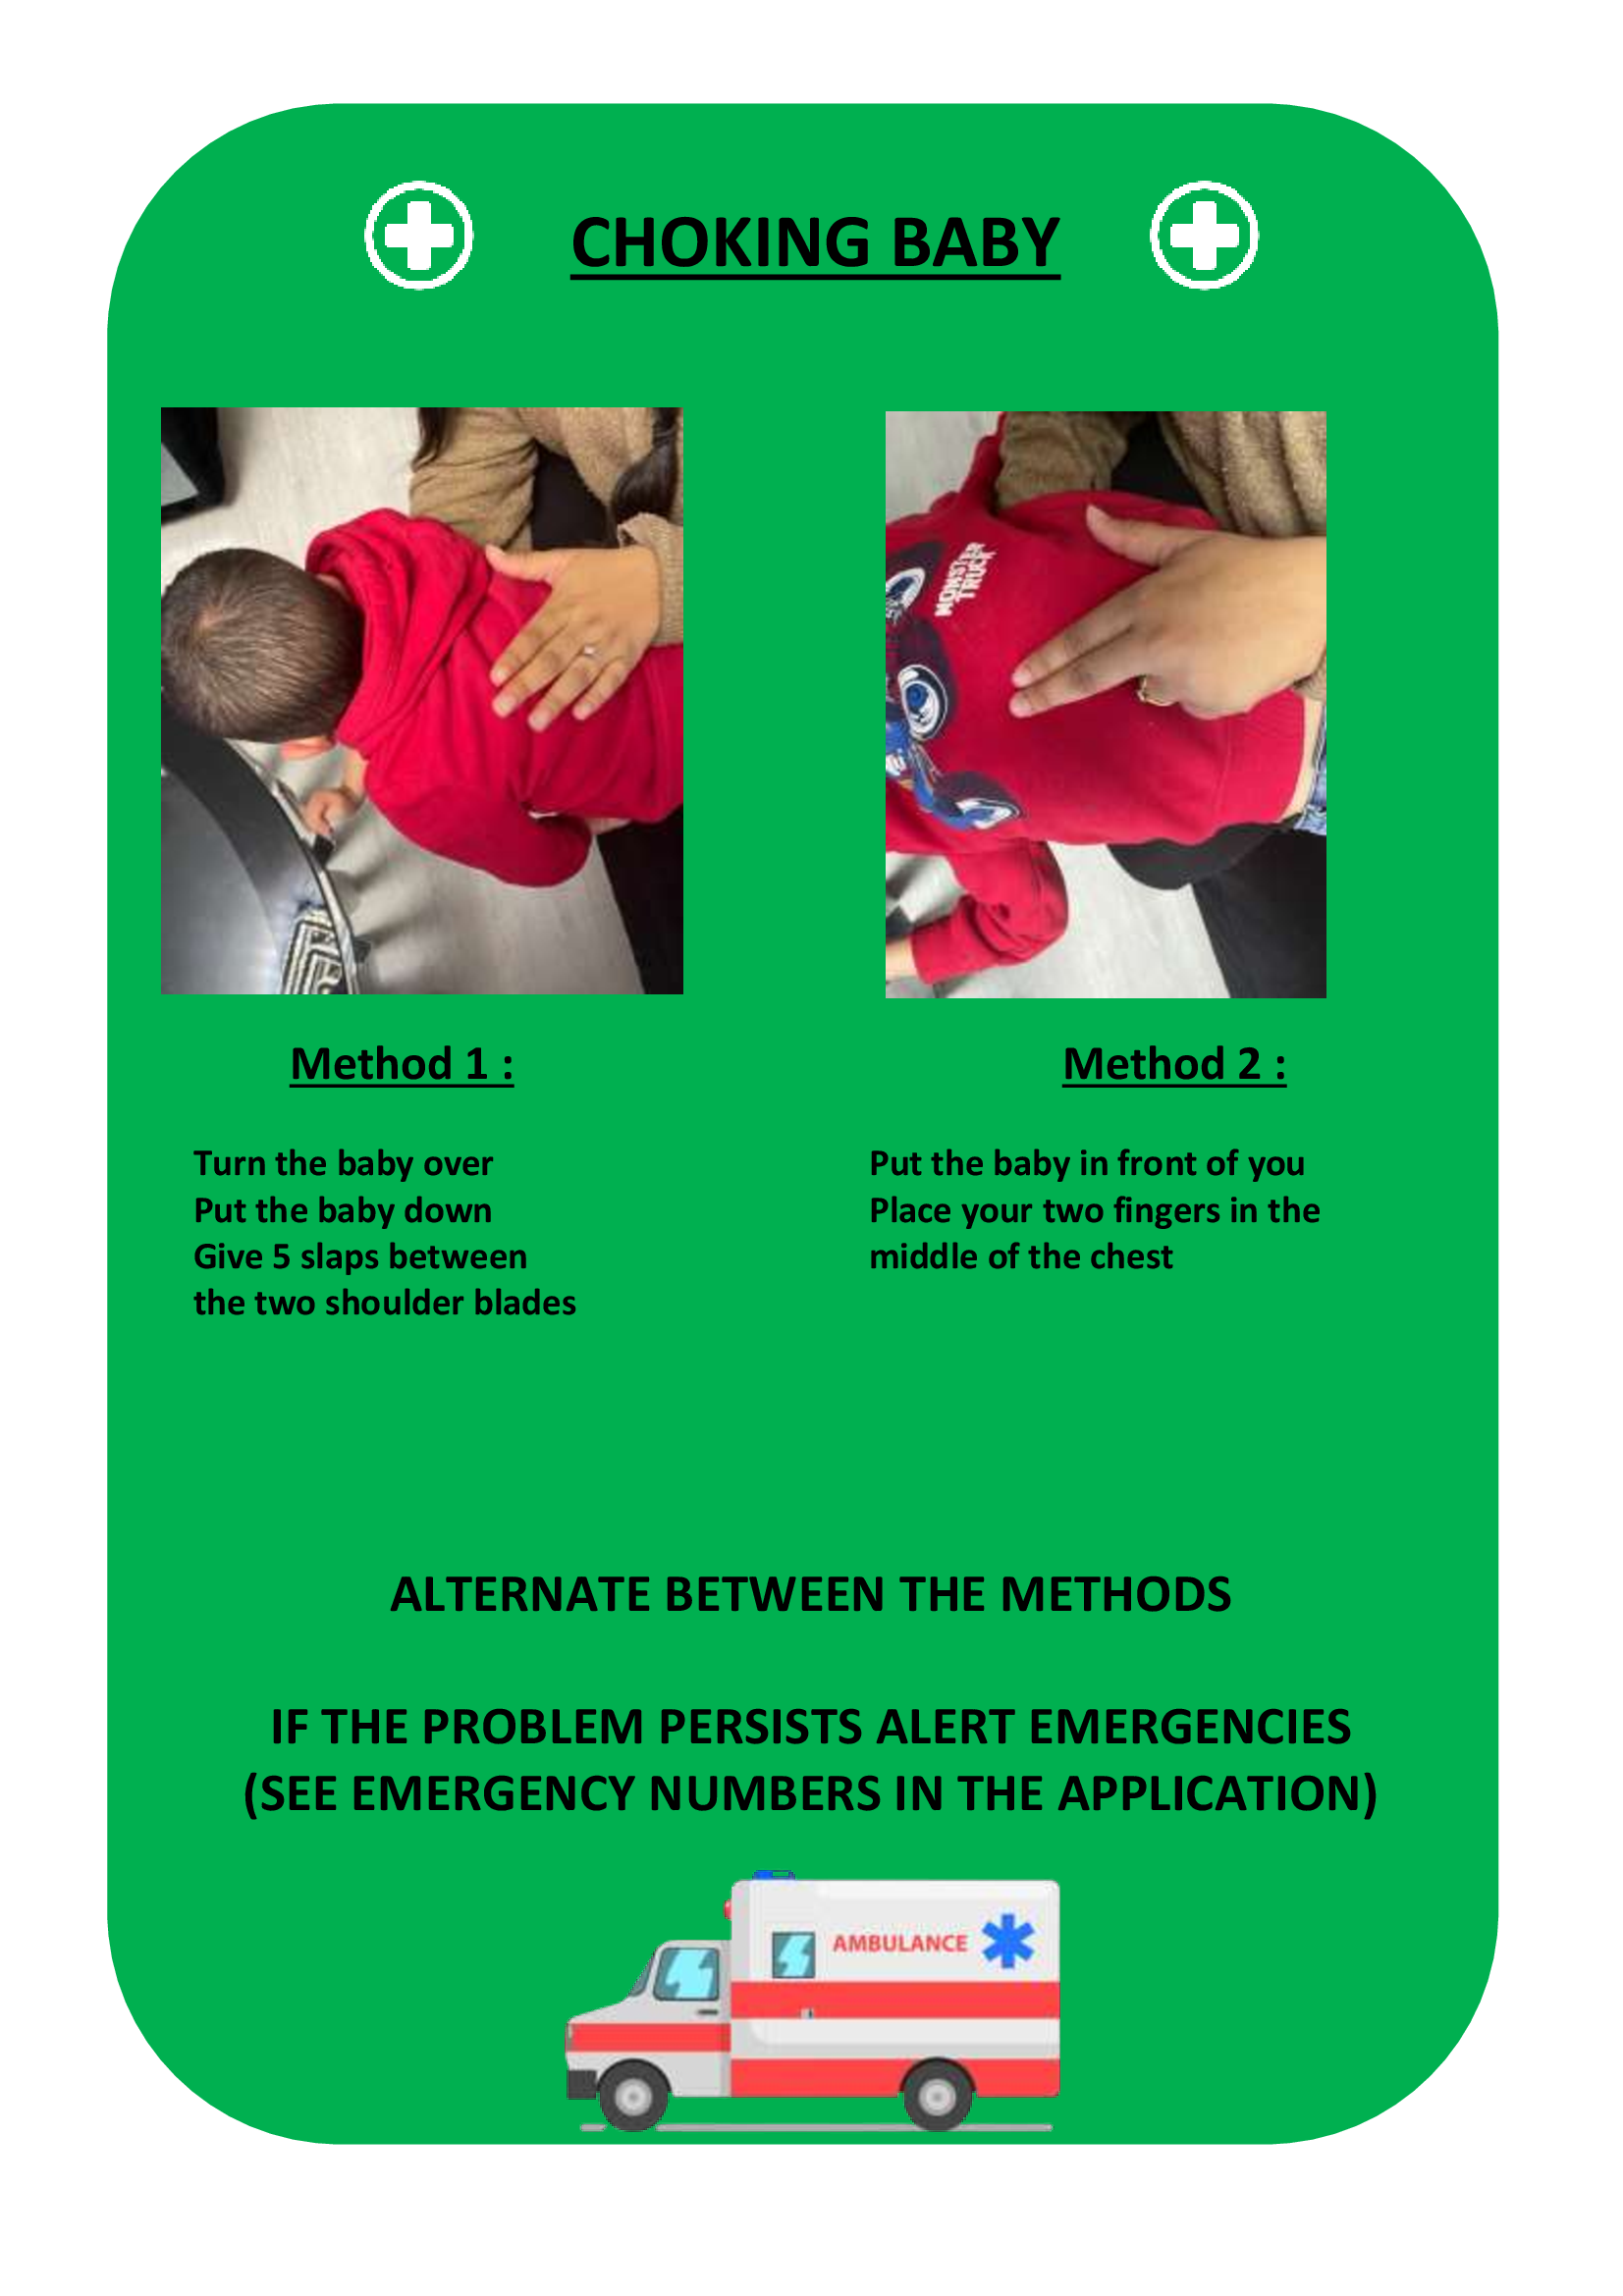 CHOKING BABY
MONSTER
TRUCK
Method 1 :
Turn the baby over
Put the baby down
Give 5 slaps between
the two shoulder blades
Method 2 :
Put the baby in front of you
Place your two fingers in the
middle of the chest
ALTERNATE BETWEEN THE METHODS
IF THE PROBLEM PERSISTS ALERT EMERGENCIES
(SEE EMERGENCY NUMBERS IN THE APPLICATION)
AMBULANCE